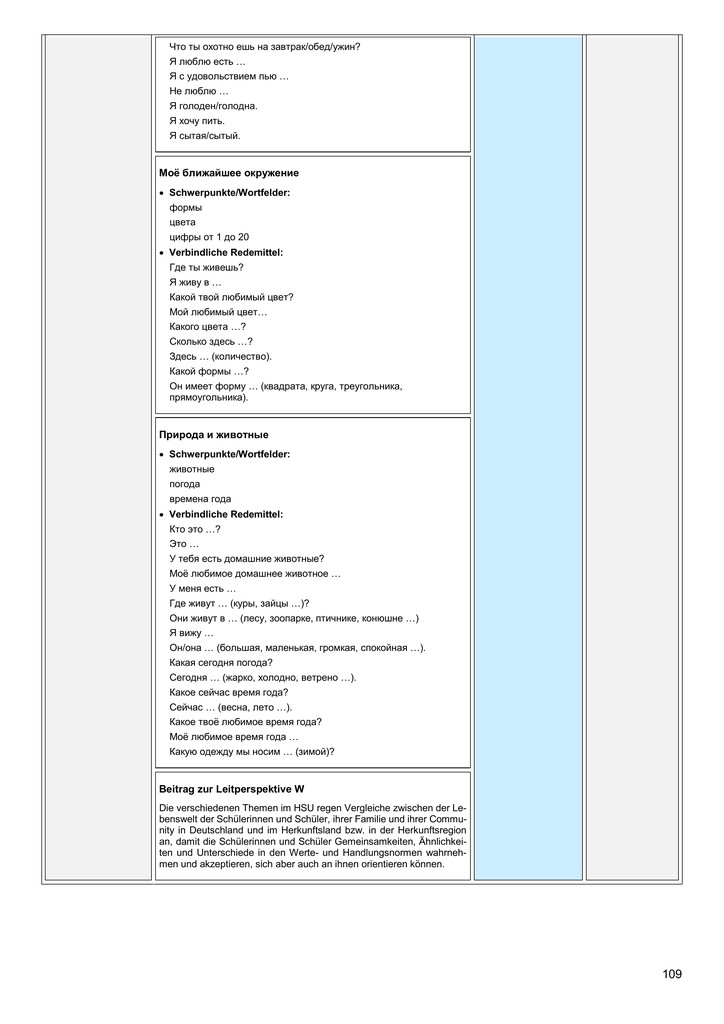 Что ты охотно ешь на завтрак/обед/ужин?
Я люблю есть …
Я с удовольствием пью …
Не люблю …
Я голоден/голодна.
Я хочу пить.
Я сытая/сытый.
Моё ближайшее окружение
• Schwerpunkte/Wortfelder:
формы
цвета
цифры от 1 до 20
• Verbindliche Redemittel:
Где ты живешь?
Я живу в …
Какой твой любимый цвет?
Мой любимый цвет…
Какого цвета …?
Сколько здесь …?
Здесь … (количество).
Какой формы …?
Он имеет форму … (квадрата, круга, треугольника,
прямоугольника).
Природа и животные
• Schwerpunkte/Wortfelder:
животные
погода
времена года
• Verbindliche Redemittel:
Кто это …?
Это …
У тебя есть домашние животные?
Моё любимое домашнее животное …
У меня есть …
Где живут … (куры, зайцы …)?
Они живут в … (лесу, зоопарке, птичнике, конюшне …)
Я вижу …
Он/она … (большая, маленькая, громкая, спокойная …).
Какая сегодня погода?
Сегодня … (жарко, холодно, ветрено …).
Какое сейчас время года?
Сейчас … (весна, лето …).
Какое твоё любимое время года?
Моё любимое время года …
Какую одежду мы носим … (зимой)?
Beitrag zur Leitperspektive W
Die verschiedenen Themen im HSU regen Vergleiche zwischen der Le-
benswelt der Schülerinnen und Schüler, ihrer Familie und ihrer Commu-
nity in Deutschland und im Herkunftsland bzw. in der Herkunftsregion
an, damit die Schülerinnen und Schüler Gemeinsamkeiten, Ähnlichkei-
ten und Unterschiede in den Werte- und Handlungsnormen wahrneh-
men und akzeptieren, sich aber auch an ihnen orientieren können.
109